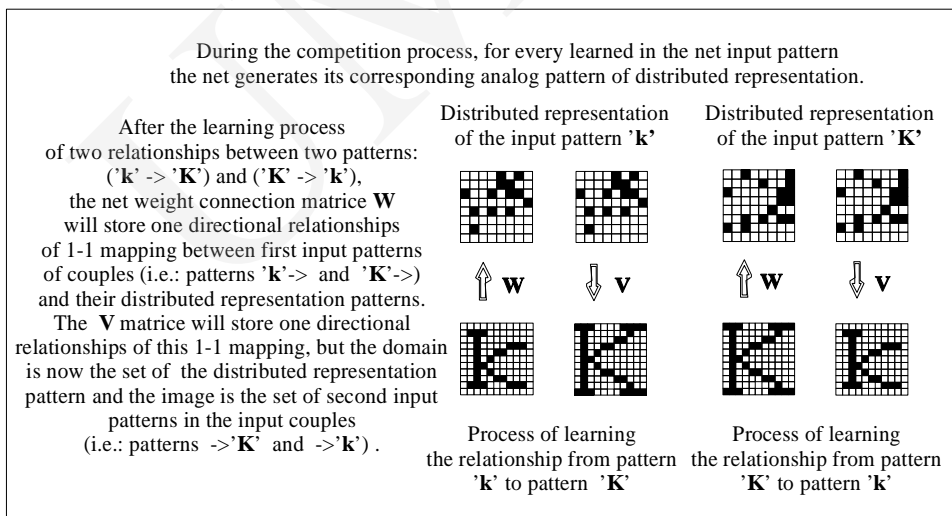 During the competition process, for every learned in the net input pattern
the net generates its corresponding analog pattern of distributed representation.
After the learning process
of two relationships between two patterns:
('k' -> 'K') and ('K' -> 'k'),
the net weight connection matrice W
will store one directional relationships
of 1-1 mapping between first input patterns
of couples (i.e.: patterns 'k'-> and 'K'->)
and their distributed representation patterns.
The V matrice will store one directional
relationships of this 1-1 mapping, but the domain
is now the set of the distributed representation
pattern and the image is the set of second input
patterns in the input couples
(i.e.: patterns ->'K' and ->'k') .
Distributed representation
of the input pattern 'k'
W
V
Process of learning
the relationship from pattern
'k' to pattern 'K'
Distributed representation
of the input pattern 'K'
W
V
Process of learning
the relationship from pattern
'K' to pattern 'k'